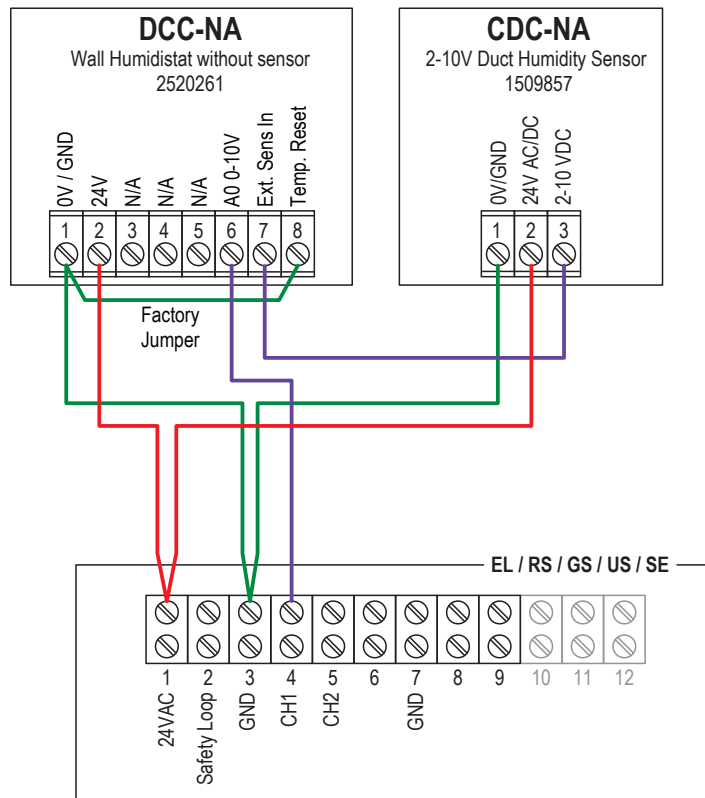 DCC-NA
Wall Humidistat without sensor
2520261
0V / GND
24V
N/A
N/A
N/A
A0 0-10V
Ext. Sens In
Temp. Reset
1 2 3 4 5 6 7 8
Factory
Jumper
CDC-NA
2-10V Duct Humidity Sensor
1509857
0V/GND
24V AC/DC
2-10 VDC
1 2 3
EL / RS / GS / US / SE
1 2 3 4 5 6 7 8 9 10 11 12
24VAC
Safety Loop
GND
CH1
CH2
GND